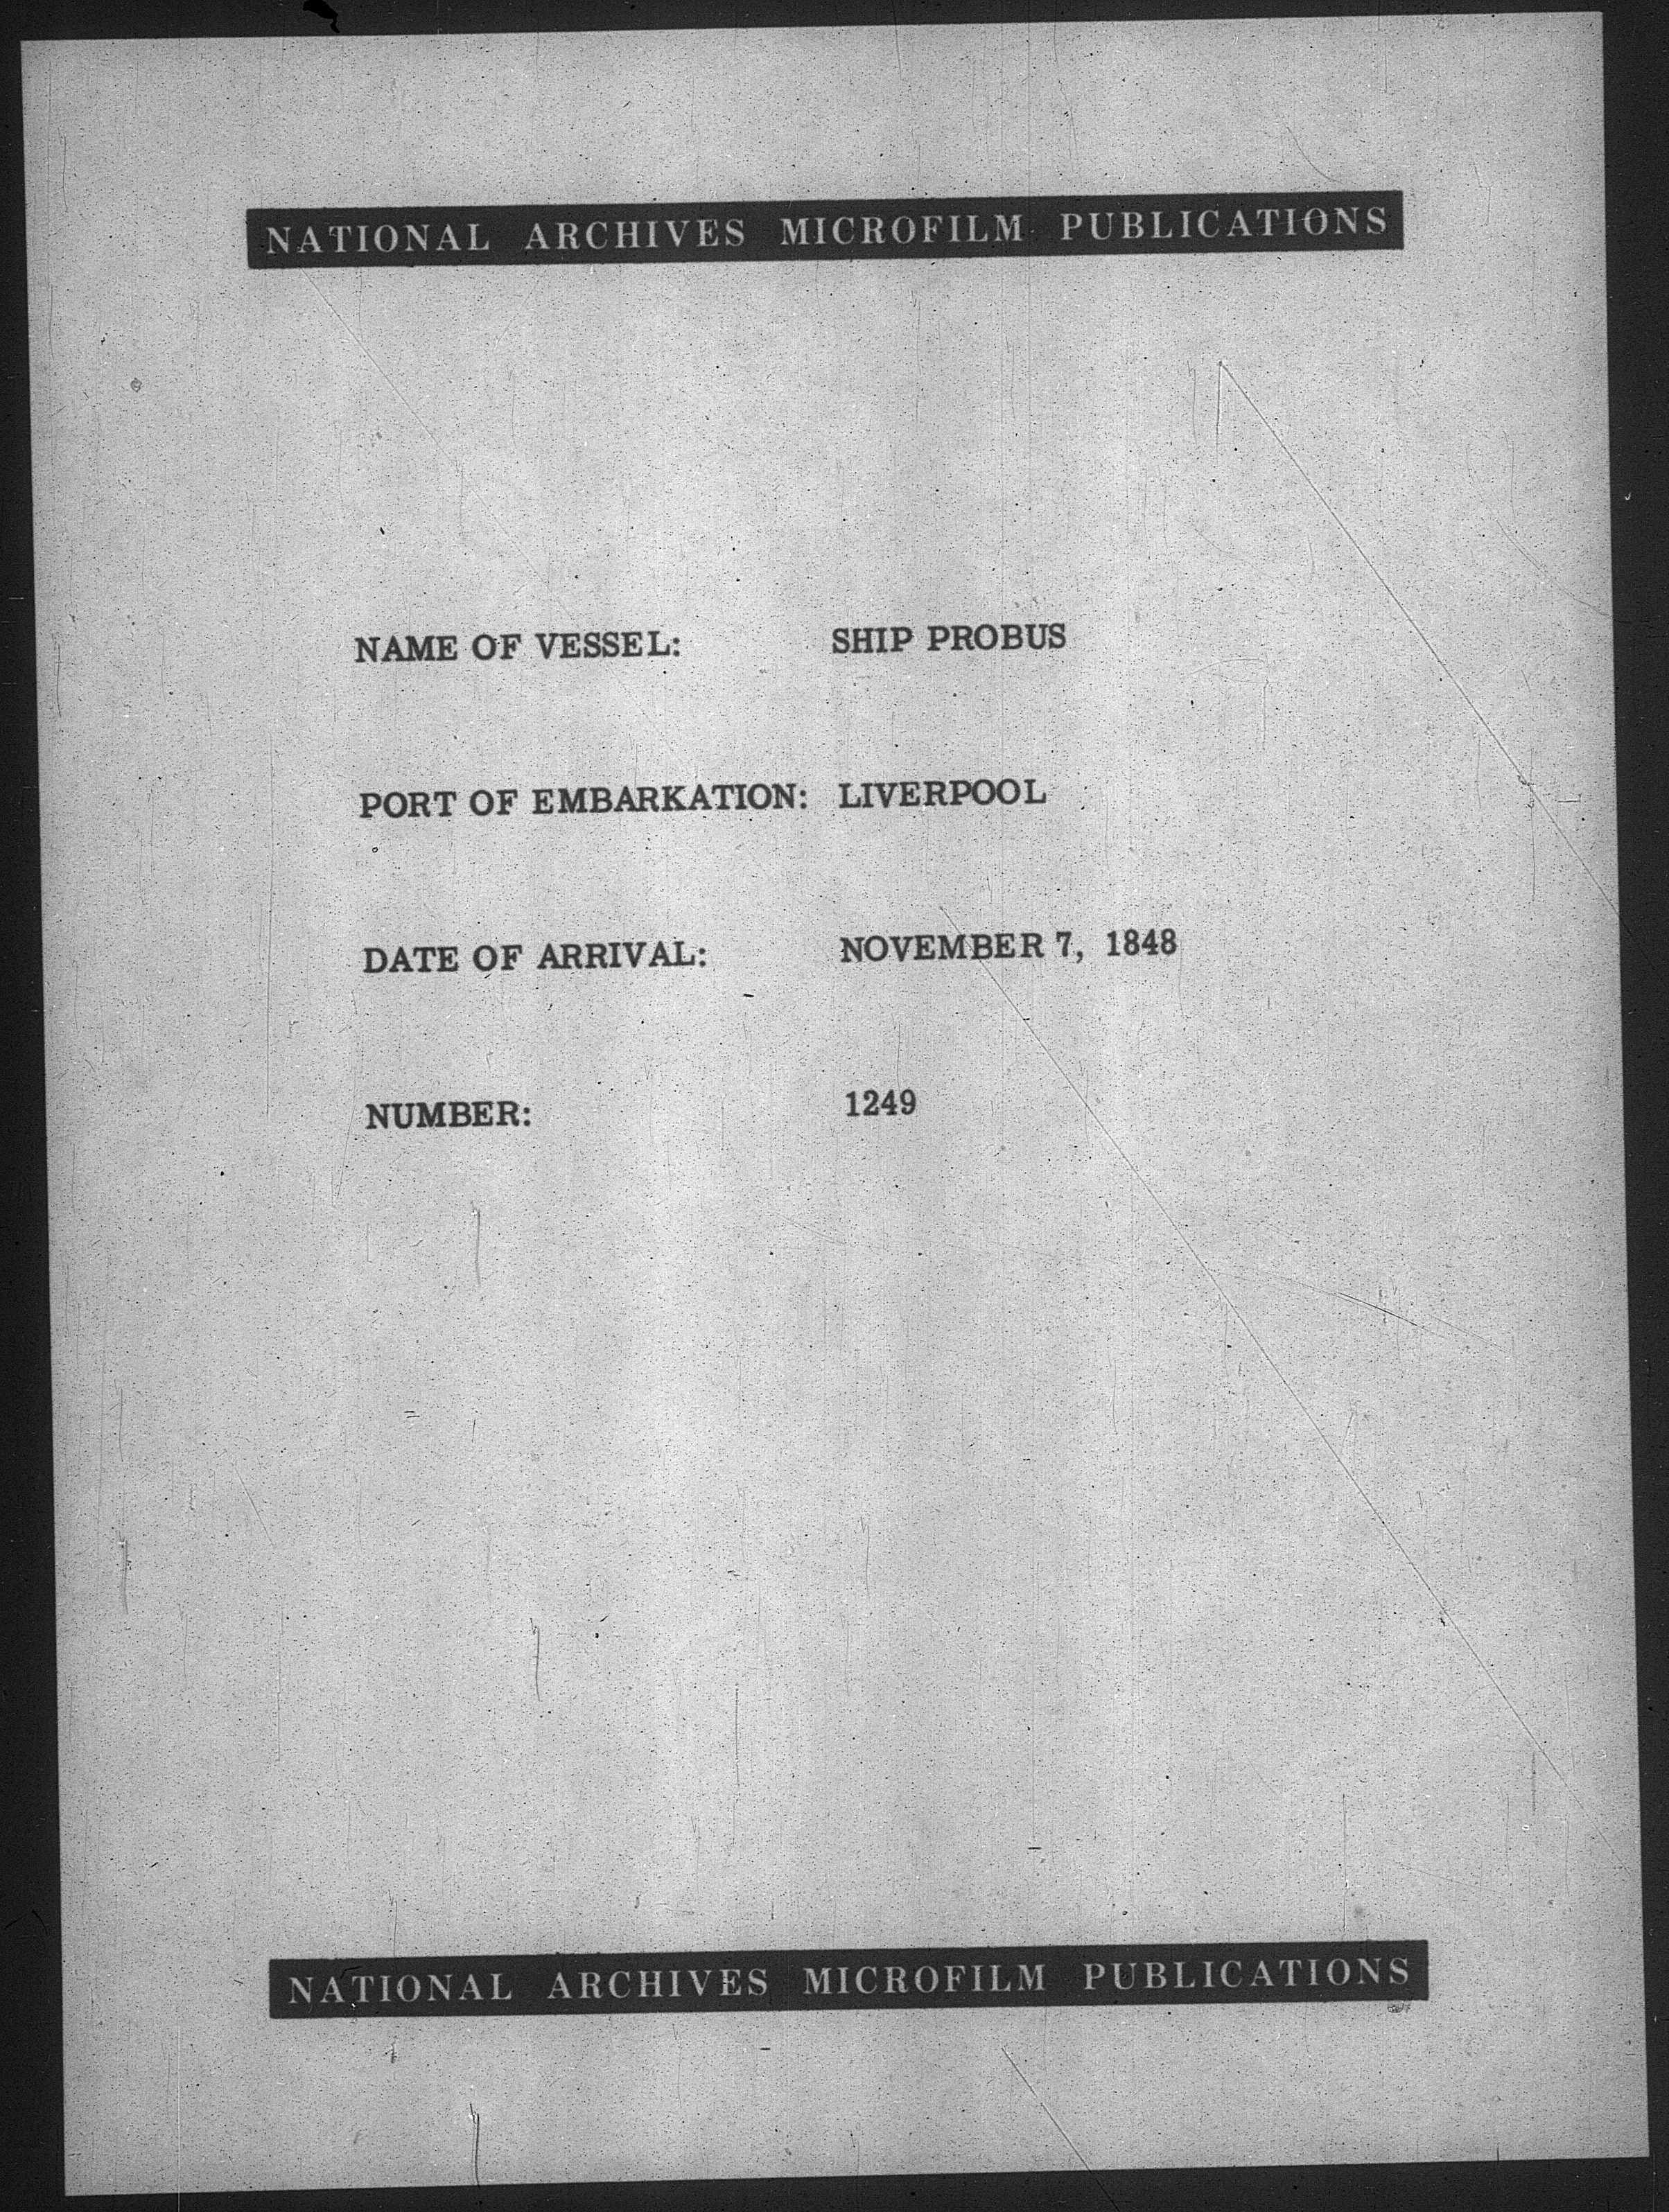 NATIONAL ARCHIVES MICROFILM PUBLICATIONS
NAME OF VESSEL: SHIP PROBUS
PORT OF EMBARKATION: LIVERPOOL
DATE OF ARRIVAL: NOVEMBER 7, 1848
NUMBER: 1249
NATIONAL ARCHIVES MICROFILM PUBLICATIONS